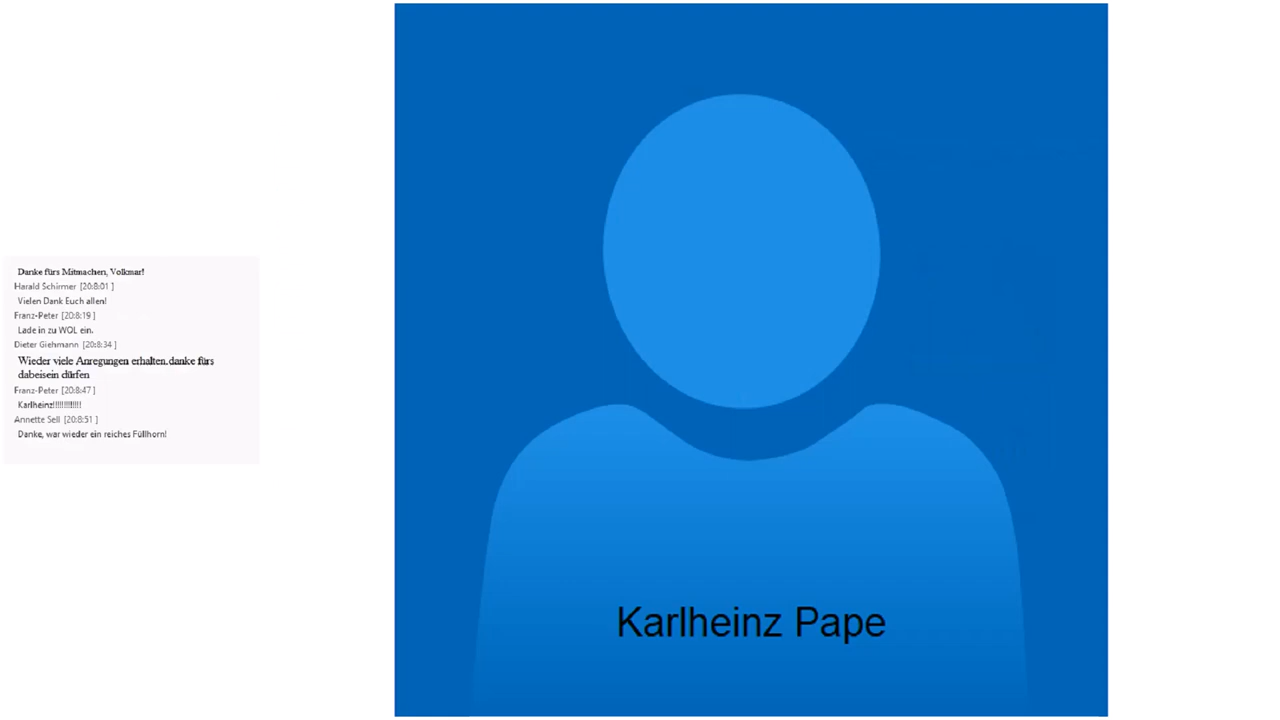 Danke fürs Mitmachen, Volkmar!
Harald Schirmer [20:8:01 ]
Vielen Dank Euch allen!
Franz-Peter [20:8:19 ]
Lade in zu WOL ein.
Dieter Giehmann [20:8:34 ]
Wieder viele Anregungen erhalten.danke fürs
dabeisein dürfen
Franz-Peter [20:8:47 ]
Karlheinz!!!!!!!!!!!!!
Annette Sell [20:8:51 ]
Danke, war wieder ein reiches Füllhorn!
Karlheinz Pape